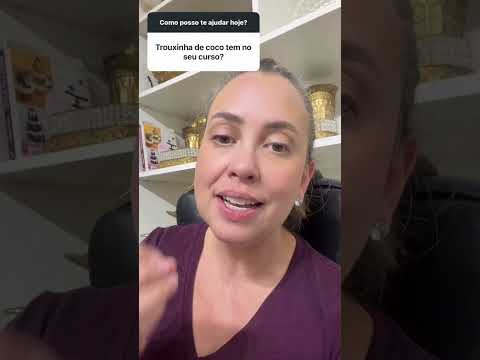 Como posso te ajudar hoje?
Trouxinha de coco tem no
seu curso?